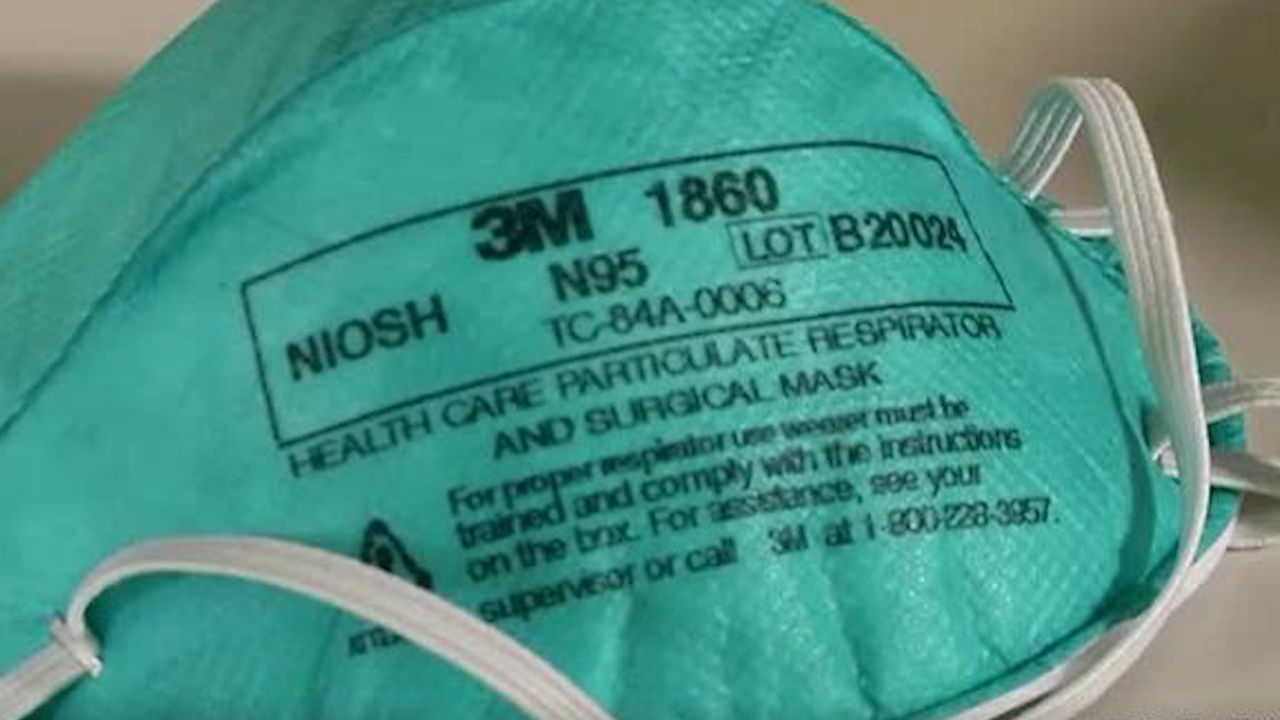 3M 1860
N95 LOT B20024
NIOSH TC-84A-0006
HEALTH CARE PARTICULATE RESPIRATOR
AND SURGICAL MASK
For proper respirator use wearer must be
trained and comply with the instructions
on the box. For assistance, see your
supervisor or call 3M at 1-800-228-3957.